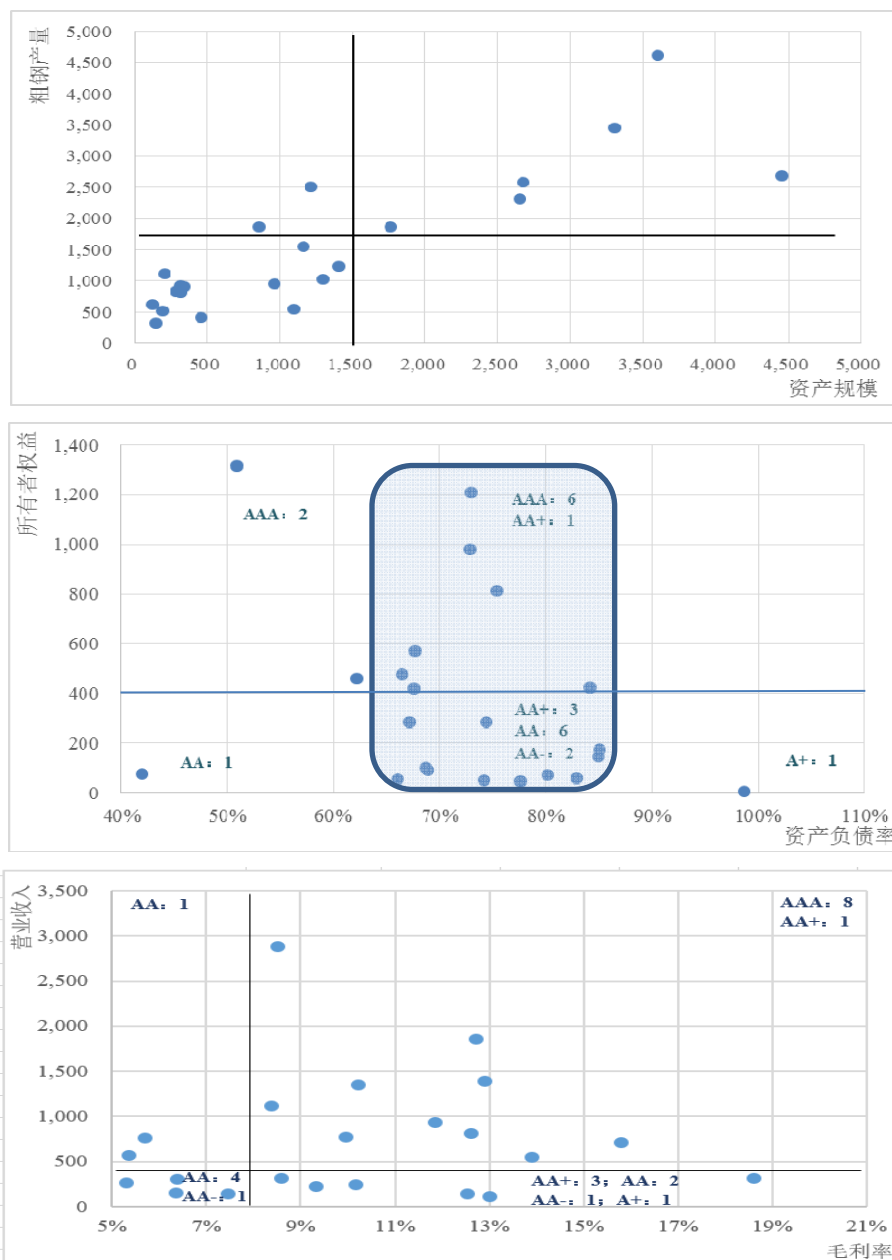 粗钢产量
5,000
4,500
4,000
3,500
3,000
2,500
2,000
1,500
1,000
500
0
0 500 1,000 1,500 2,000 2,500 3,000 3,500 4,000 4,500 5,000
资产规模
所有者权益
1,400
1,200
1,000
800
600
400
200
0
AAA：2
AAA：6
AA+：1
AA+：3
AA：6
AA-：2
AA：1
A+：1
40% 50% 60% 70% 80% 90% 100% 110%
资产负债率
营业收入
3,500
3,000
2,500
2,000
1,500
1,000
500
0
AA：1
AAA：8
AA+：1
AA：4
AA-：1
AA+：3；AA：2
AA-：1；A+：1
5% 7% 9% 11% 13% 15% 17% 19% 21%
毛利率